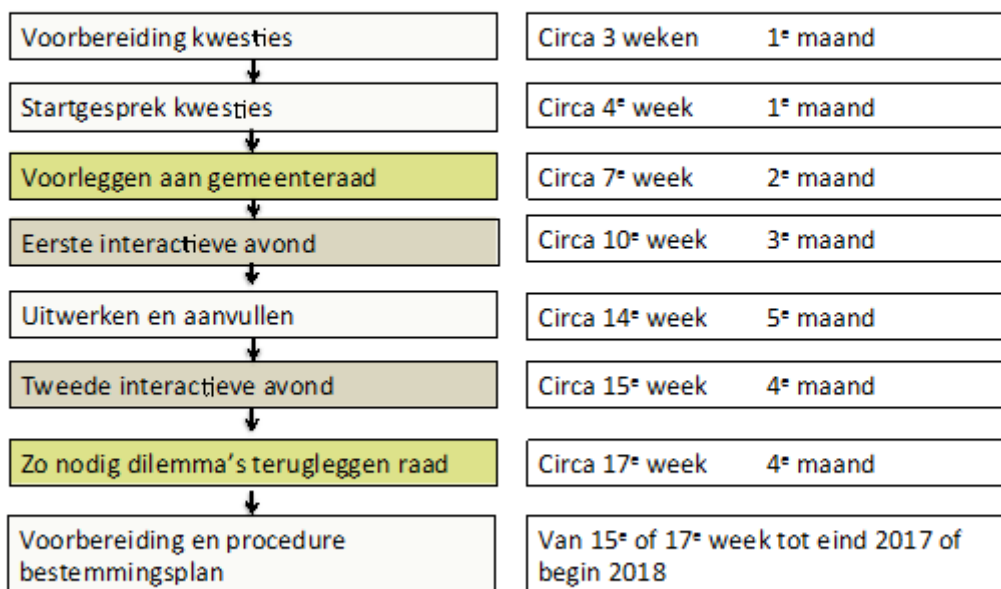 Voorbereiding kwesties
Circa 3 weken 1ᵉ maand
Startgesprek kwesties
Circa 4ᵉ week 1ᵉ maand
Voorleggen aan gemeenteraad
Circa 7ᵉ week 2ᵉ maand
Eerste interactieve avond
Circa 10ᵉ week 3ᵉ maand
Uitwerken en aanvullen
Circa 14ᵉ week 5ᵉ maand
Tweede interactieve avond
Circa 15ᵉ week 4ᵉ maand
Zo nodig dilemma's terugleggen raad
Circa 17ᵉ week 4ᵉ maand
Voorbereiding en procedure
bestemmingsplan
Van 15ᵉ of 17ᵉ week tot eind 2017 of
begin 2018